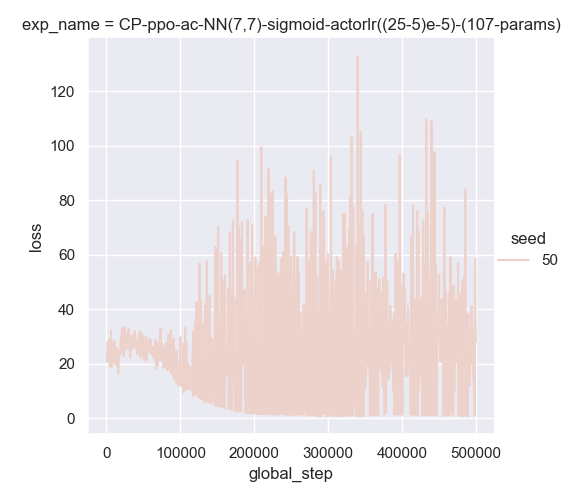 exp_name = CP-ppo-ac-NN(7,7)-sigmoid-actorlr((25-5)e-5)-(107-params)
120
100
80
60
40
20
0
loss
0 100000 200000 300000 400000 500000
global_step
seed
50